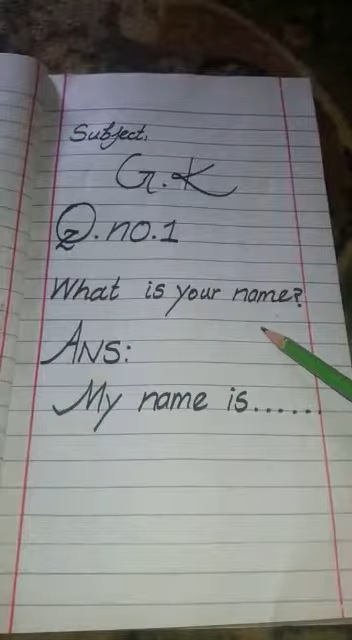 Subject.
G.K
Q.no.1
What is your name?
ANS:
My name is......